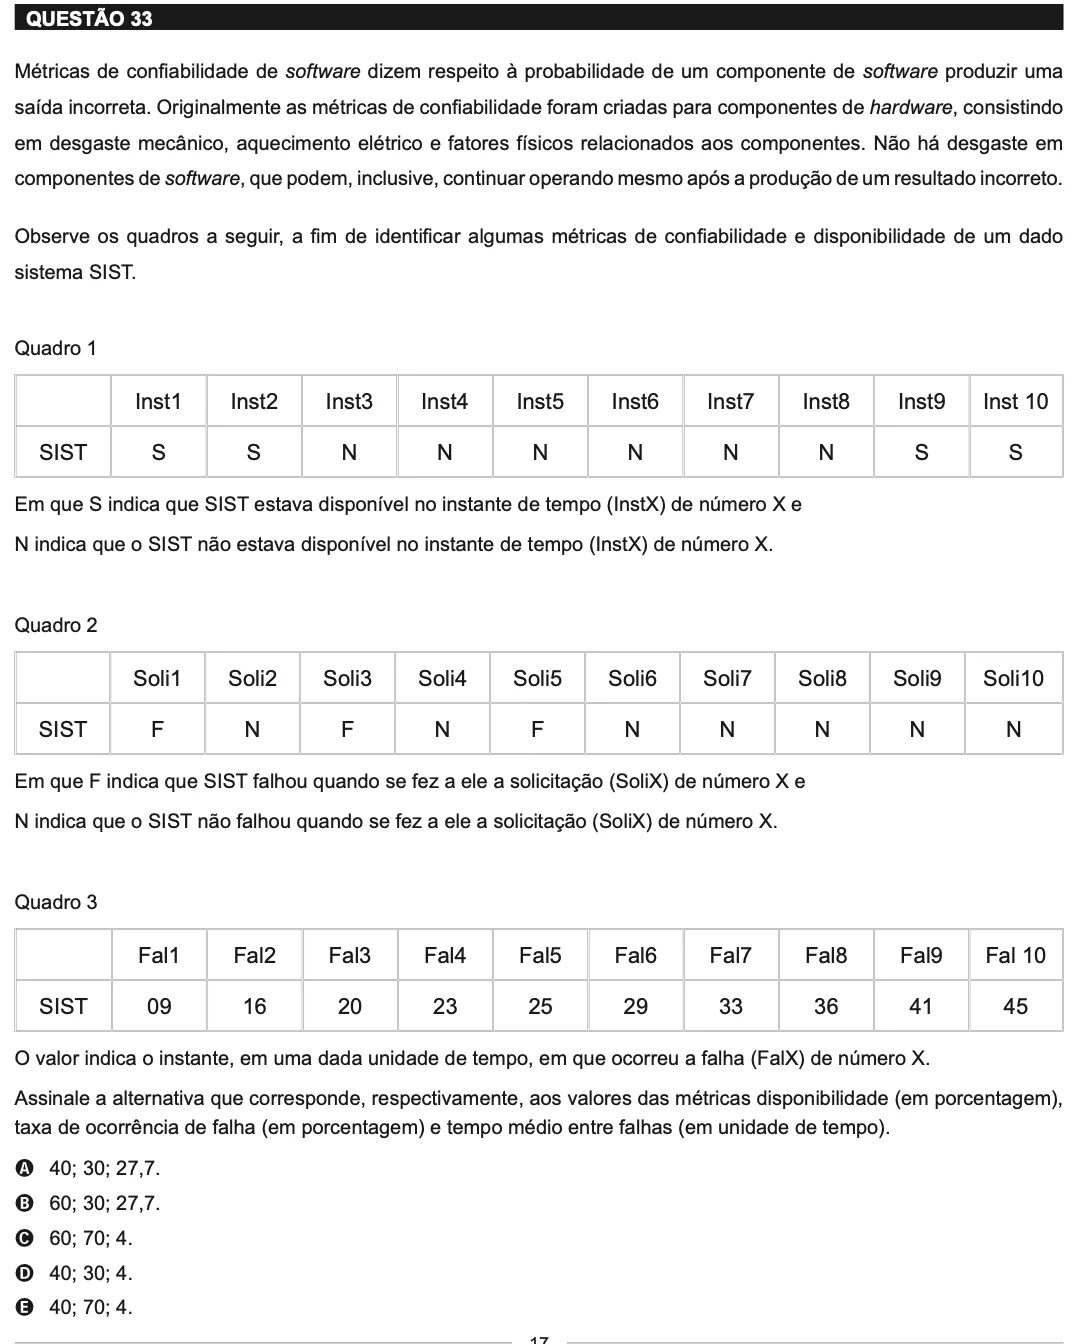 QUESTÃO 33
Métricas de confiabilidade de software dizem respeito à probabilidade de um componente de software produzir uma
saída incorreta. Originalmente as métricas de confiabilidade foram criadas para componentes de hardware, consistindo
em desgaste mecânico, aquecimento elétrico e fatores físicos relacionados aos componentes. Não há desgaste em
componentes de software, que podem, inclusive, continuar operando mesmo após a produção de um resultado incorreto.
Observe os quadros a seguir, a fim de identificar algumas métricas de confiabilidade e disponibilidade de um dado
sistema SIST.
Quadro 1
Inst1 Inst2 Inst3 Inst4 Inst5 Inst6 Inst7 Inst8 Inst9 Inst 10
SIST S S N N N N N N S S
Em que S indica que SIST estava disponível no instante de tempo (InstX) de número X e
N indica que o SIST não estava disponível no instante de tempo (InstX) de número X.
Quadro 2
Soli1 Soli2 Soli3 Soli4 Soli5 Soli6 Soli7 Soli8 Soli9 Soli10
SIST F N F N F N N N N N
Em que F indica que SIST falhou quando se fez a ele a solicitação (SoliX) de número X e
N indica que o SIST não falhou quando se fez a ele a solicitação (SoliX) de número X.
Quadro 3
Fal1 Fal2 Fal3 Fal4 Fal5 Fal6 Fal7 Fal8 Fal9 Fal 10
SIST 09 16 20 23 25 29 33 36 41 45
O valor indica o instante, em uma dada unidade de tempo, em que ocorreu a falha (FalX) de número X.
Assinale a alternativa que corresponde, respectivamente, aos valores das métricas disponibilidade (em porcentagem),
taxa de ocorrência de falha (em porcentagem) e tempo médio entre falhas (em unidade de tempo).
A 40; 30; 27,7.
B 60; 30; 27,7.
C 60; 70; 4.
D 40; 30; 4.
E 40; 70; 4.
17